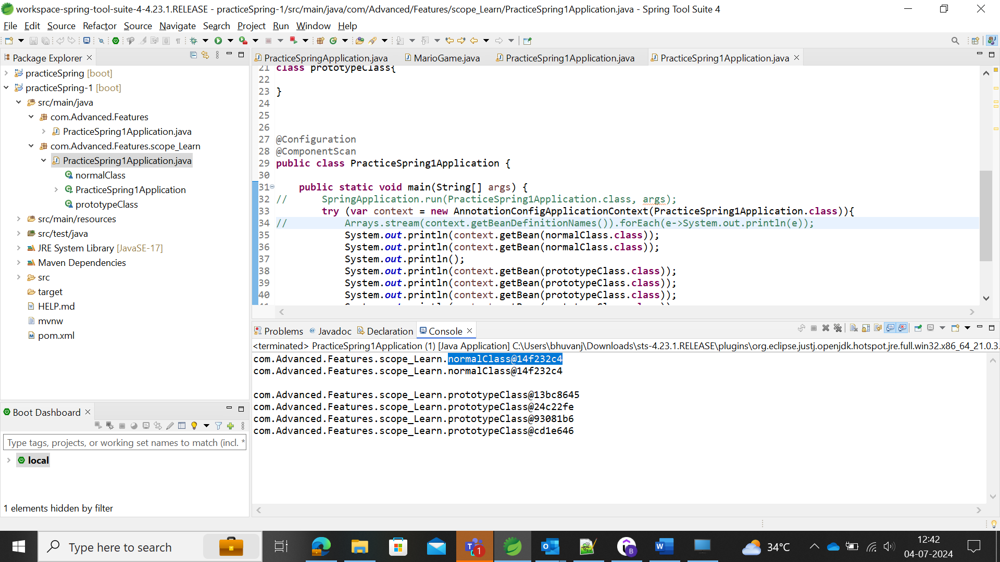 workspace-spring-tool-suite-4-4.23.1.RELEASE - practiceSpring-1/src/main/java/com/Advanced/Features/scope_Learn/PracticeSpring1Application.java - Spring Tool Suite 4
File Edit Source Refactor Source Navigate Search Project Run Window Help
Package Explorer
practiceSpring [boot]
practiceSpring-1 [boot]
src/main/java
com.Advanced.Features
PracticeSpring1Application.java
com.Advanced.Features.scope_Learn
PracticeSpring1Application.java
normalClass
PracticeSpring1Application
prototypeClass
src/main/resources
src/test/java
JRE System Library [JavaSE-17]
Maven Dependencies
src
target
HELP.md
mvnw
pom.xml
Boot Dashboard
Type tags, projects, or working set names to match (incl. *
local
1 elements hidden by filter
PracticeSpringApplication.java MarioGame.java PracticeSpring1Application.java PracticeSpring1Application.java
21 class prototypeClass{
22
23 }
24
25
26
27 @Configuration
28 @ComponentScan
29 public class PracticeSpring1Application {
30
31 public static void main(String[] args) {
32 // SpringApplication.run(PracticeSpring1Application.class, args);
33 try (var context = new AnnotationConfigApplicationContext(PracticeSpring1Application.class)){
34 // Arrays.stream(context.getBeanDefinitionNames()).forEach(e->System.out.println(e));
35 System.out.println(context.getBean(normalClass.class));
36 System.out.println(context.getBean(normalClass.class));
37 System.out.println();
38 System.out.println(context.getBean(prototypeClass.class));
39 System.out.println(context.getBean(prototypeClass.class));
40 System.out.println(context.getBean(prototypeClass.class));
Problems @ Javadoc Declaration Console
<terminated> PracticeSpring1Application (1) [Java Application] C:\Users\bhuvanj\Downloads\sts-4.23.1.RELEASE\plugins\org.eclipse.justj.openjdk.hotspot.jre.full.win32.x86_64_21.0.3.
com.Advanced.Features.scope_Learn.normalClass@14f232c4
com.Advanced.Features.scope_Learn.normalClass@14f232c4
com.Advanced.Features.scope_Learn.prototypeClass@13bc8645
com.Advanced.Features.scope_Learn.prototypeClass@24c22fe
com.Advanced.Features.scope_Learn.prototypeClass@93081b6
com.Advanced.Features.scope_Learn.prototypeClass@cd1e646
Type here to search
1
34°C
12:42
04-07-2024